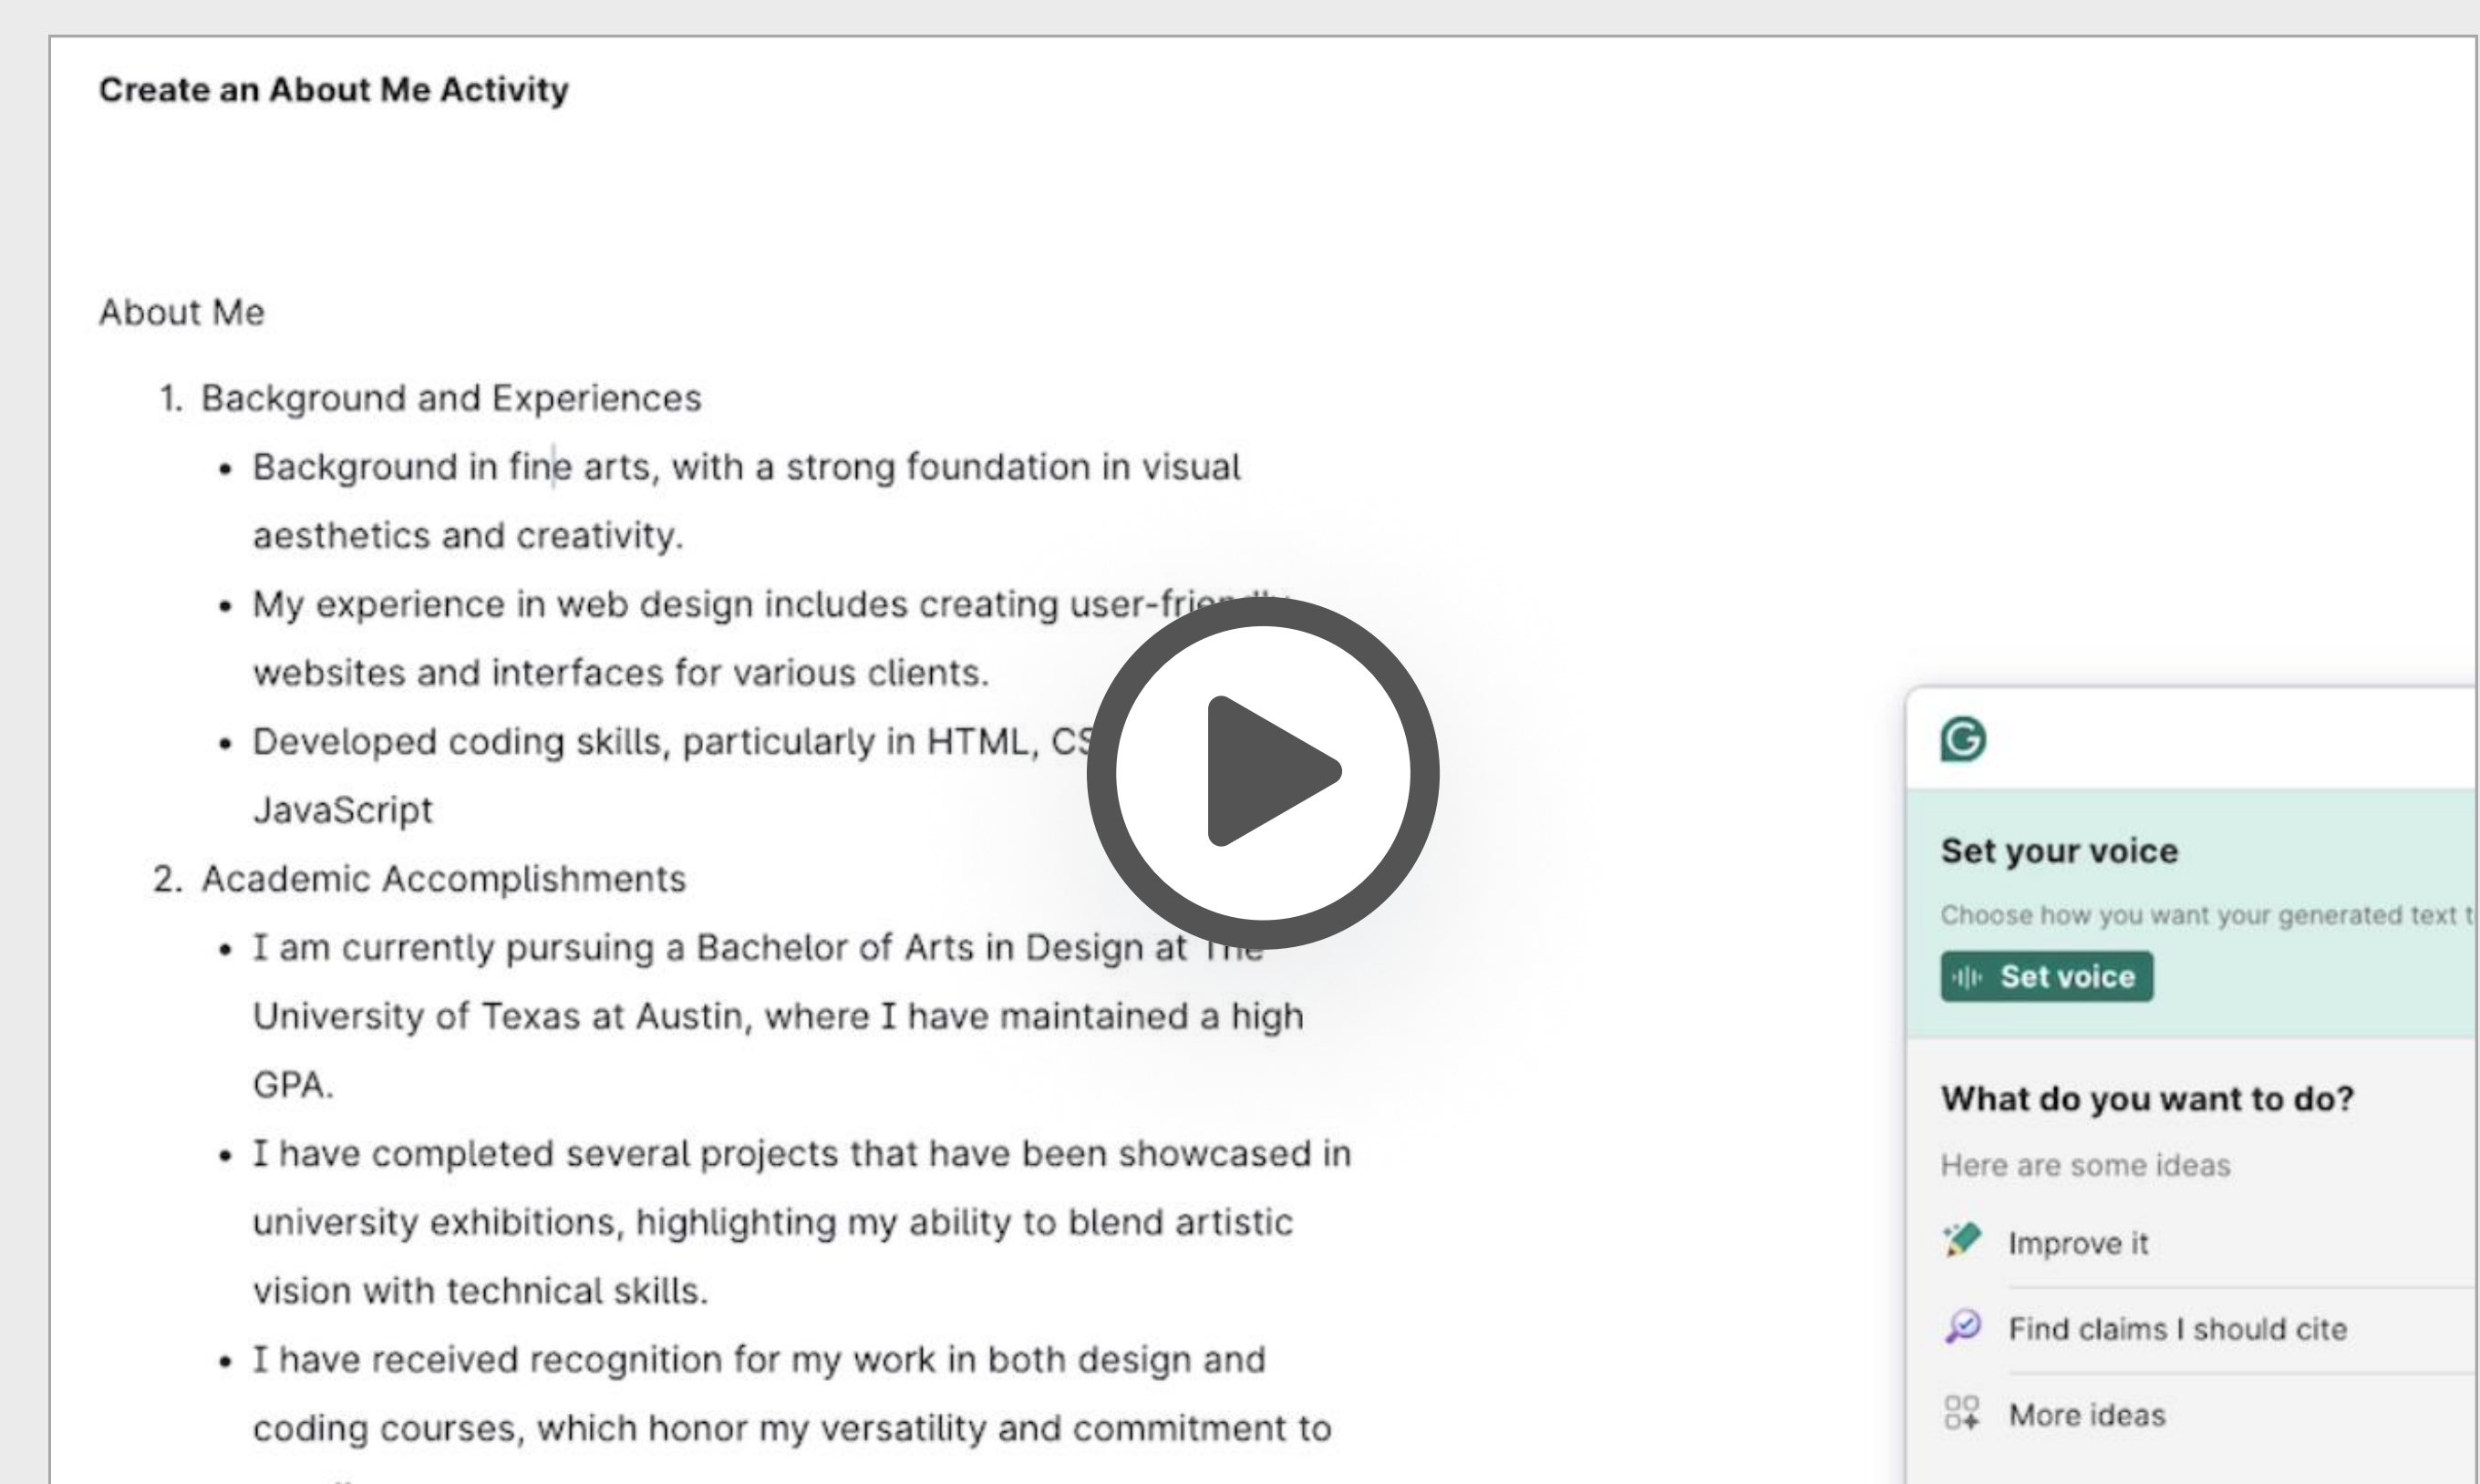 Create an About Me Activity
About Me
1. Background and Experiences
• Background in fine arts, with a strong foundation in visual
aesthetics and creativity.
• My experience in web design includes creating user-friendly
websites and interfaces for various clients.
• Developed coding skills, particularly in HTML,
JavaScript
2. Academic Accomplishments
• I am currently pursuing a Bachelor of Arts in Design at The
University of Texas at Austin, where I have maintained a high
GPA.
• I have completed several projects that have been showcased in
university exhibitions, highlighting my ability to blend artistic
vision with technical skills.
• I have received recognition for my work in both design and
coding courses, which honor my versatility and commitment to
G
Set your voice
Choose how you want your generated text
Set voice
What do you want to do?
Here are some ideas
Improve it
Find claims I should cite
More ideas